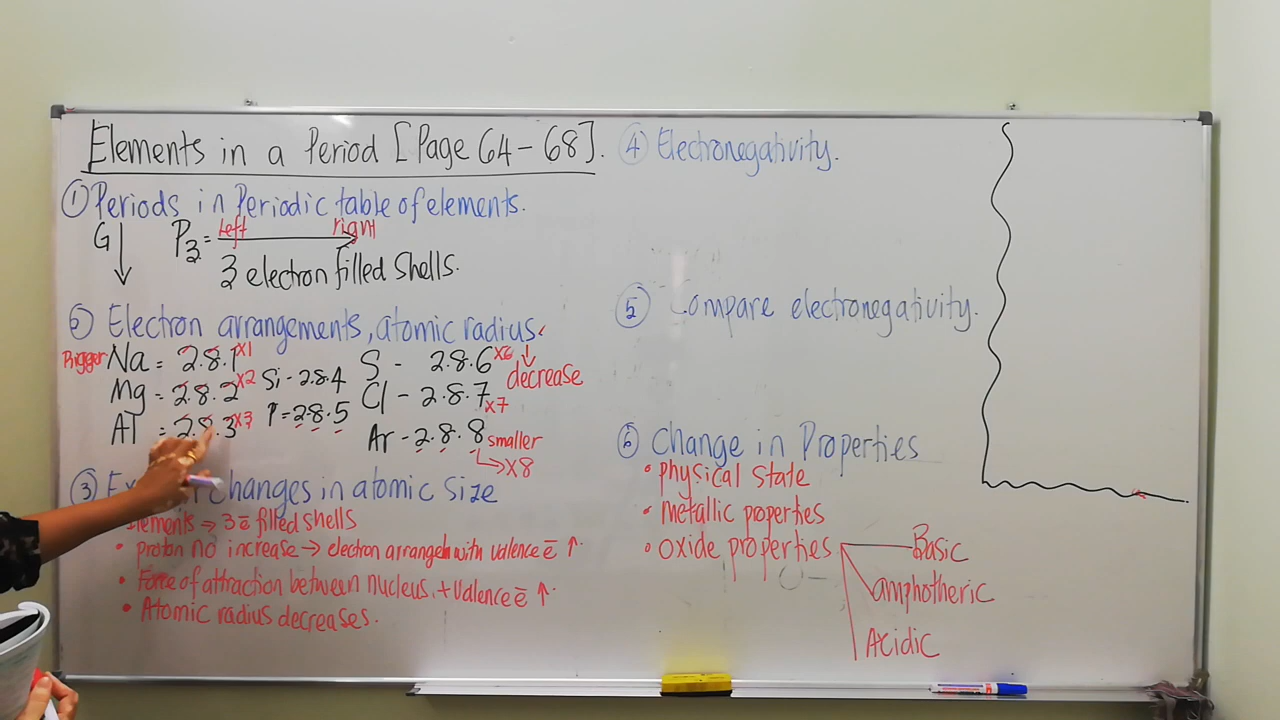 Elements in a Period [Page 64-68].
① Periods in Periodic table of elements.
G P3= Left right
3 electron filled shells.
② Electron arrangements, atomic radius
decrease
Bigger Na = 2.8.1 x1
Mg = 2.8.2 x2
Al = 2.8.3 x3
Si - 2.8.4
P = 2.8.5
S - 2.8.6 x6
Cl - 2.8.7 x7
Ar - 2.8.8 smaller
x8
③ changes in atomic size
Elements → 3 ē filled shells
• proton no increase → electron arrangeh with valence ē ↑.
• Force of attraction between nucleus, + valence ē ↑.
• Atomic radius decreases.
④ Electronegativity.
⑤ Compare electronegativity.
⑥ Change in Properties
• physical state
• metallic properties
• oxide properties
Basic
amphotheric
Acidic